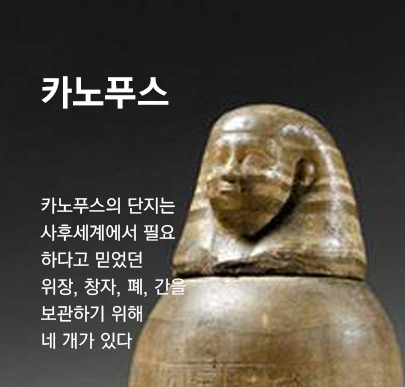 카노푸스
카노푸스의 단지는
사후세계에서 필요
하다고 믿었던
위장, 창자, 폐, 간을
보관하기 위해
네 개가 있다